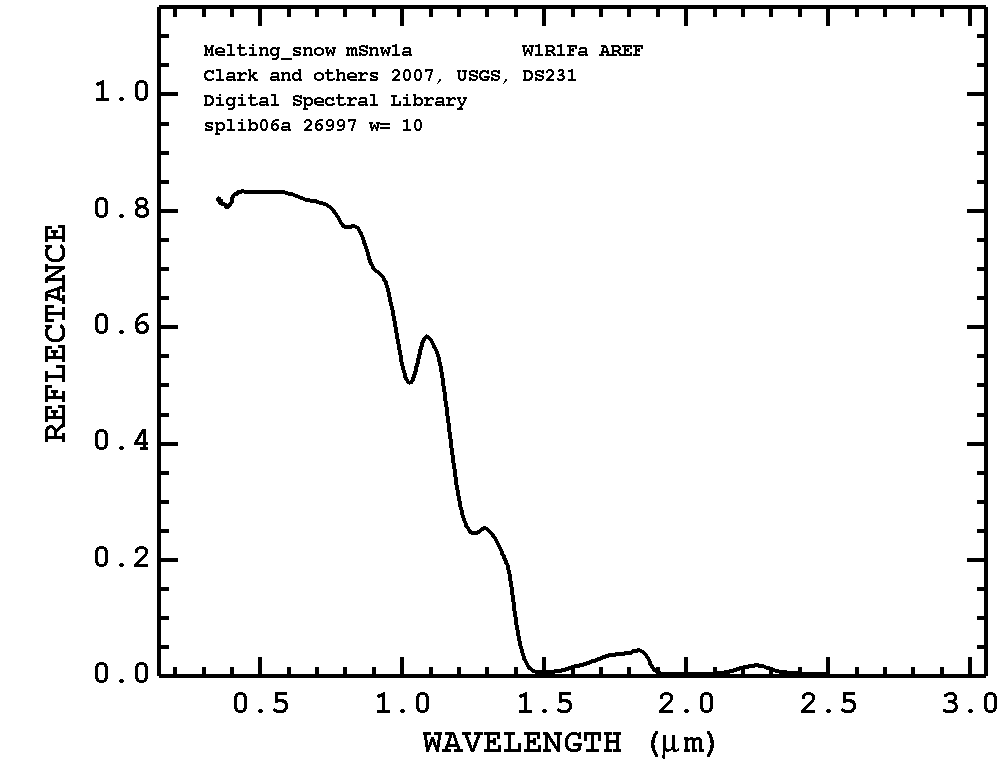 Melting_snow mSnw1a W1R1Fa AREF
Clark and others 2007, USGS, DS231
Digital Spectral Library
splib06a 26997 w= 10
REFLECTANCE
1.0
0.8
0.6
0.4
0.2
0.0
0.5 1.0 1.5 2.0 2.5 3.0
WAVELENGTH (μm)